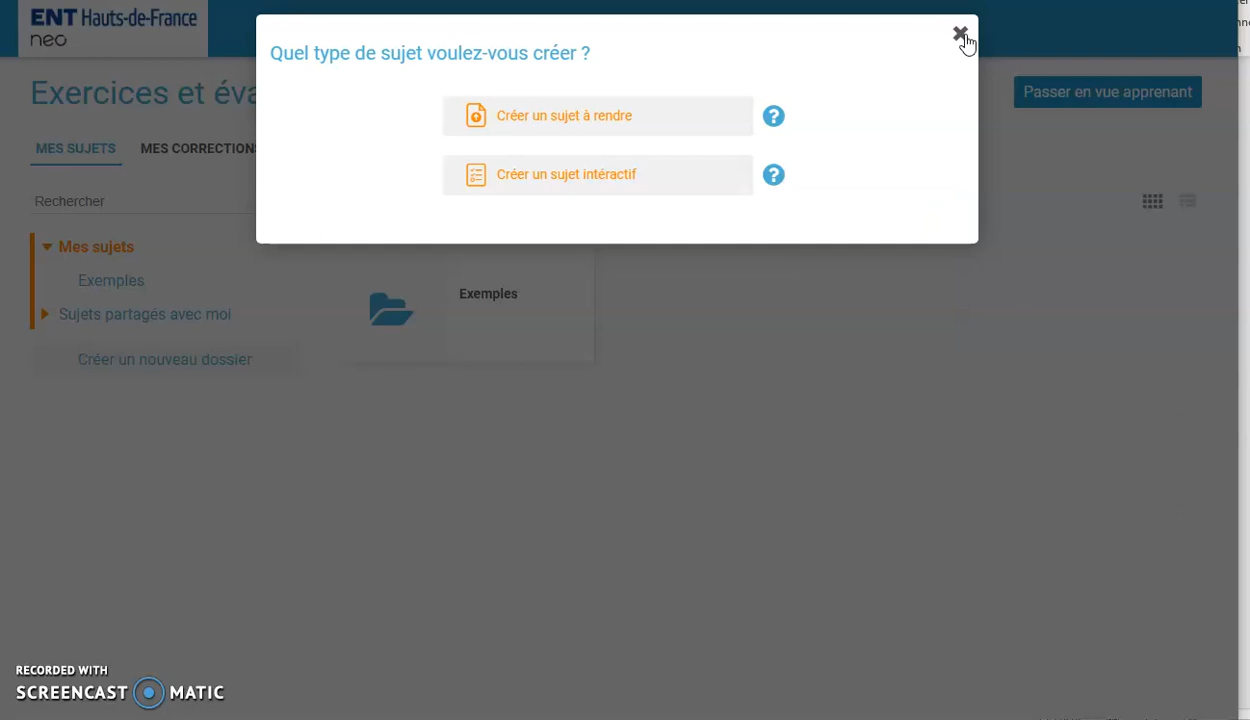 ENT Hauts-de-France
neo
Quel type de sujet voulez-vous créer ?
Exercices et éva
Passer en vue apprenant
Créer un sujet à rendre ?
MES SUJETS MES CORRECTIONS
Créer un sujet intéractif ?
Rechercher
Mes sujets
Exemples
Exemples
Sujets partagés avec moi
Créer un nouveau dossier
RECORDED WITH
SCREENCAST MATIC